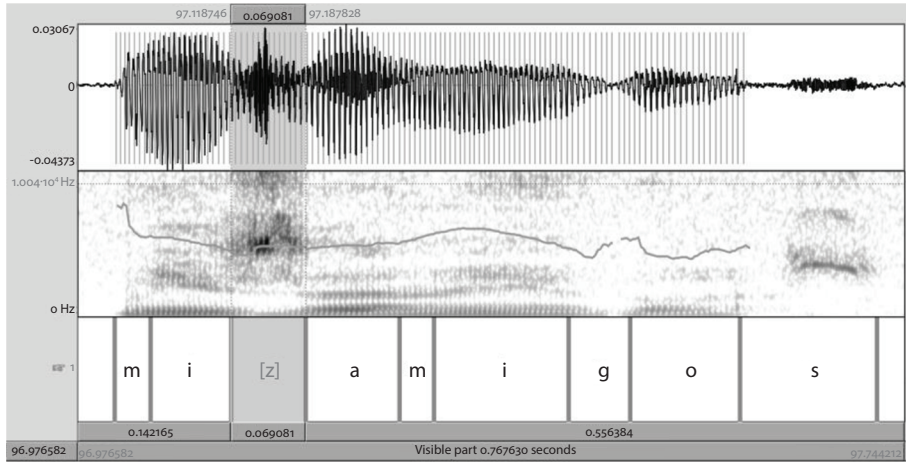 97.118746 0.069081 97.187828
0.03067
0
-0.04373
1.004·10⁴ Hz
0 Hz
☞ 1 m i [z] a m i g o s
0.142165 0.069081 0.556384
96.976582 96.976582 Visible part 0.767630 seconds 97.744212